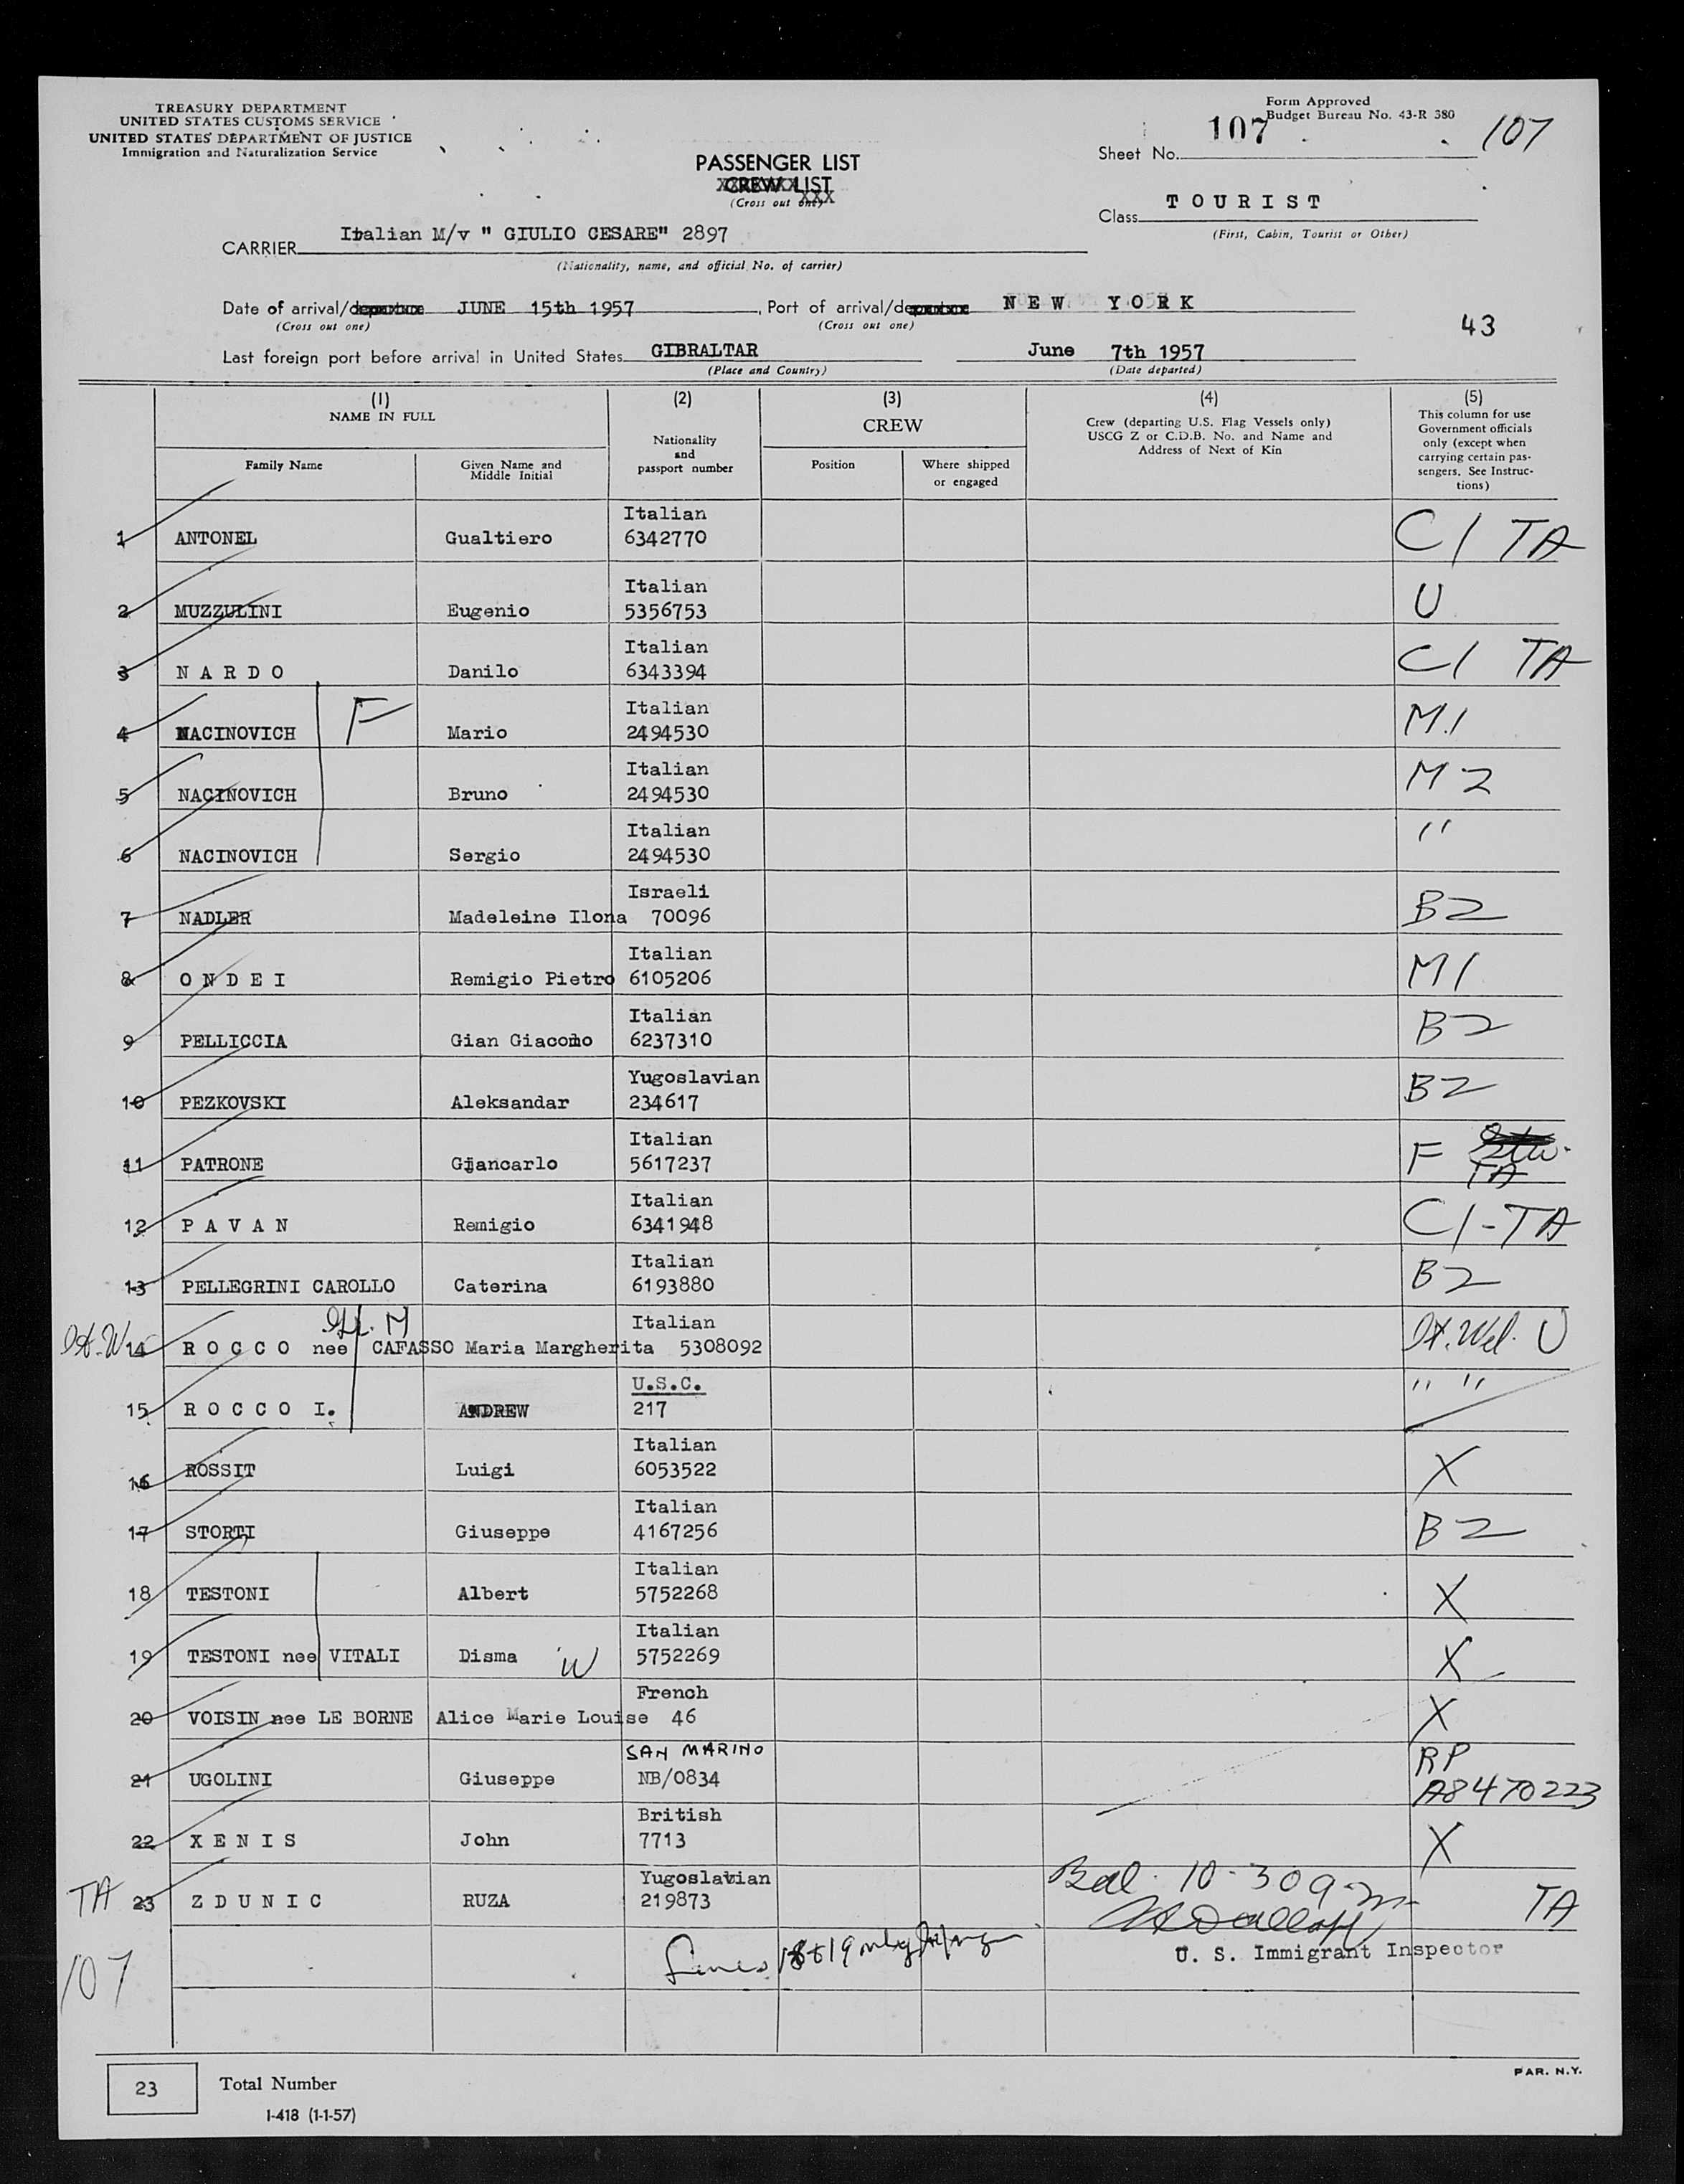 TREASURY DEPARTMENT
UNITED STATES CUSTOMS SERVICE
UNITED STATES DEPARTMENT OF JUSTICE
Immigration and Naturalization Service
Form Approved
Budget Bureau No. 43-R 380
Sheet No. 107
107
PASSENGER LIST
CREW LIST
(Cross out one)
Class TOURIST
(First, Cabin, Tourist or Other)
CARRIER Italian M/v " GIULIO CESARE" 2897
(Nationality, name, and official No. of carrier)
Date of arrival/departure JUNE 15th 1957, Port of arrival/departure NEW YORK
(Cross out one) (Cross out one)
43
Last foreign port before arrival in United States GIBRALTAR June 7th 1957
(Place and Country) (Date departed)
(1) NAME IN FULL
Family Name
Given Name and Middle Initial
(2)
Nationality and passport number
(3) CREW
Position
Where shipped or engaged
(4)
Crew (departing U.S. Flag Vessels only) USCG Z or C.D.B. No. and Name and Address of Next of Kin
(5)
This column for use Government officials only (except when carrying certain passengers. See Instructions)
1 ANTONEL Gualtiero Italian 6342770 C1 TA
2 MUZZULINI Eugenio Italian 5356753 U
3 NARDO Danilo Italian 6343394 C1 TA
4 NACINOVICH F Mario Italian 2494530 M.1
5 NACINOVICH Bruno Italian 2494530 M2
6 NACINOVICH Sergio Italian 2494530 "
7 NADLER Madeleine Ilona Israeli 70096 B2
8 ONDEI Remigio Pietro Italian 6105206 M1
9 PELLICCIA Gian Giacomo Italian 6237310 B2
10 PEZKOVSKI Aleksandar Yugoslavian 234617 B2
11 PATRONE Giancarlo Italian 5617237 F TA
12 PAVAN Remigio Italian 6341948 C1-TA
13 PELLEGRINI CAROLLO Caterina Italian 6193880 B2
14 ROCCO nee CAFASSO Maria Margherita Italian 5308092 U
15 ROCCO I. ANDREW U.S.C. 217 " "
16 ROSSIT Luigi Italian 6053522 X
17 STORTI Giuseppe Italian 4167256 B2
18 TESTONI Albert Italian 5752268 X
19 TESTONI nee VITALI Disma W Italian 5752269 X
20 VOISIN nee LE BORNE Alice Marie Louise French 46 X
21 UGOLINI Giuseppe SAN MARINO NB/0834 RP A8470223
22 XENIS John British 7713 X
TA 23 ZDUNIC RUZA Yugoslavian 219873 TA
10-30 am
U. S. Immigrant Inspector
107
23 Total Number
I-418 (1-1-57)
PAR. N.Y.